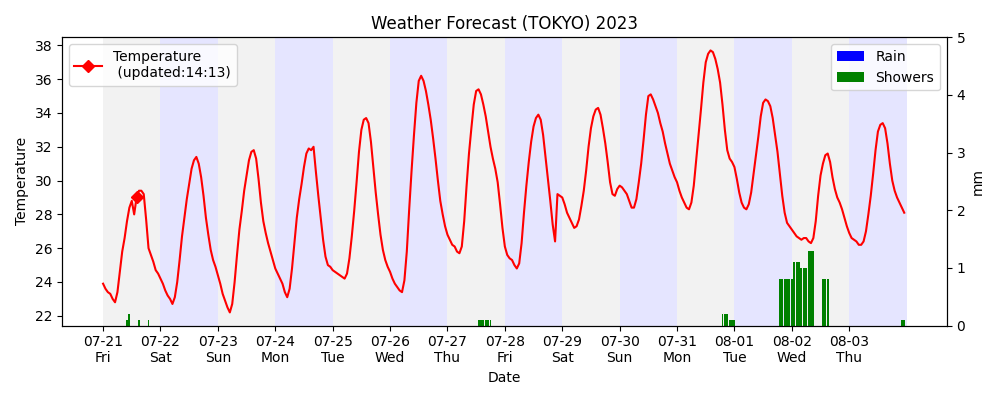 Weather Forecast (TOKYO) 2023
Temperature
(updated:14:13)
Rain
Showers
Temperature
38
36
34
32
30
28
26
24
22
5
4
3
2
1
0
mm
07-21 07-22 07-23 07-24 07-25 07-26 07-27 07-28 07-29 07-30 07-31 08-01 08-02 08-03
Fri Sat Sun Mon Tue Wed Thu Fri Sat Sun Mon Tue Wed Thu
Date